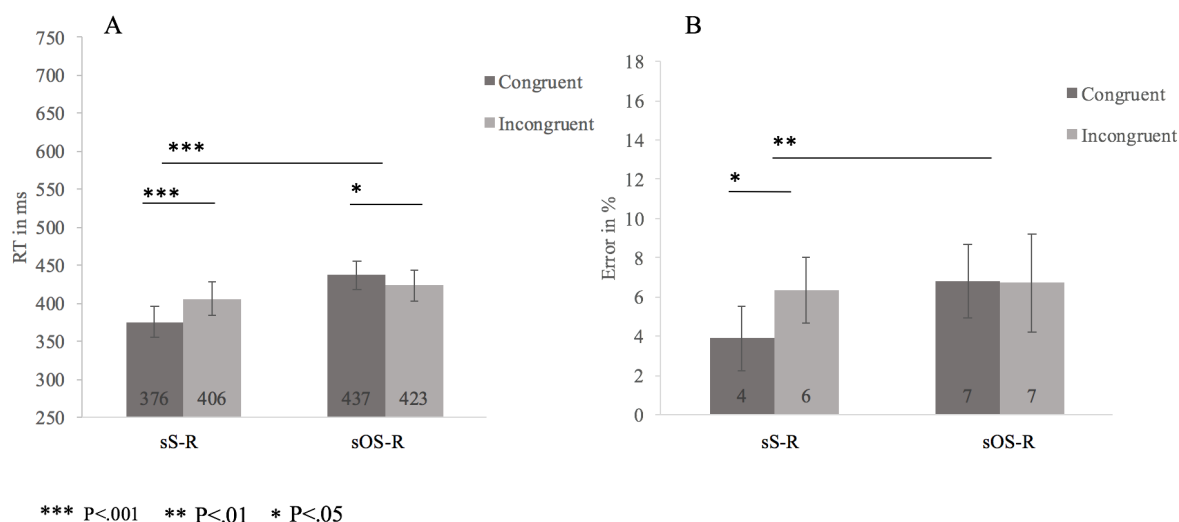 A
750
700
650
600
550
500
450
400
350
300
250
RT in ms
Congruent
Incongruent
***
***
*
376
406
437
423
sS-R
sOS-R
B
18
16
14
12
10
8
6
4
2
0
Error in %
Congruent
Incongruent
**
*
4
6
7
7
sS-R
sOS-R
*** P<.001 ** P<.01 * P<.05